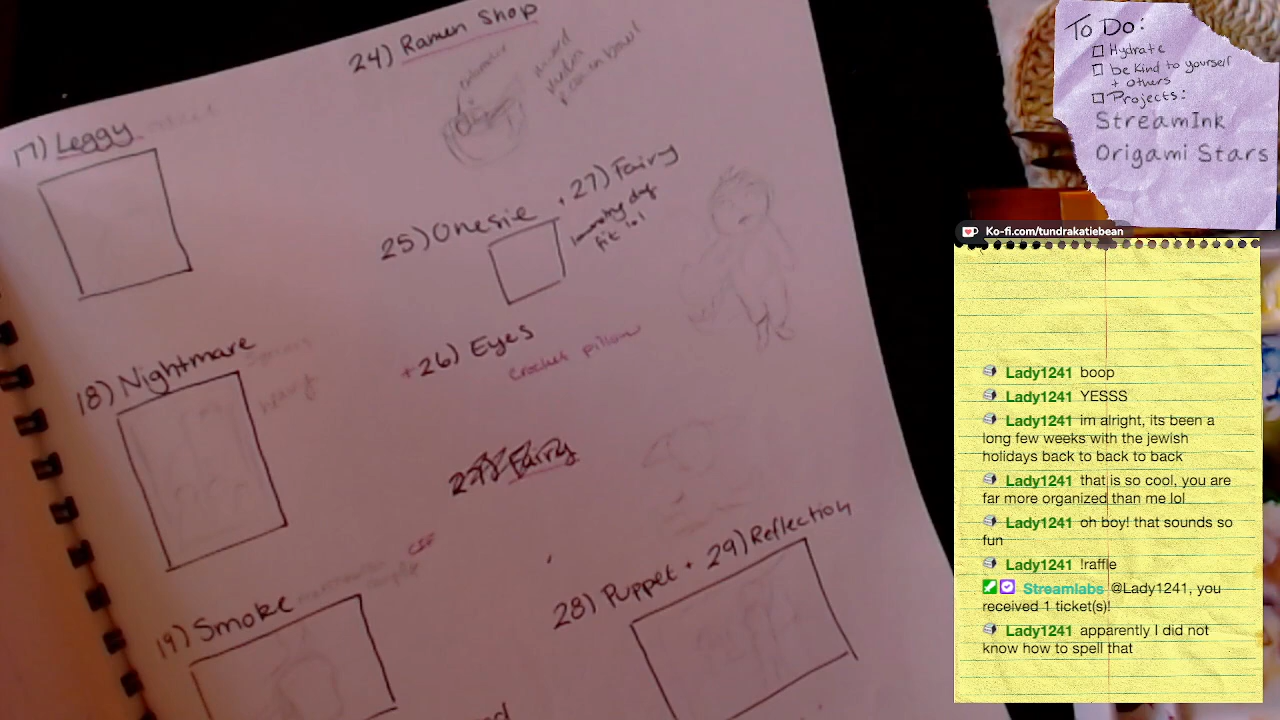 24) Ramen Shop
17) Leggy
25) Onesie + 27) Fairy
laundry day
fit lol
18) Nightmare
+26) Eyes
Crochet pillow
27) Fairy
28) Puppet + 29) Reflection
19) Smoke
To Do:
Hydrate
be Kind to yourself
+ others
Projects:
StreamInk
Origami Stars
Ko-fi.com/tundrakatiebean
Lady1241 boop
Lady1241 YESSS
Lady1241 im alright, its been a
long few weeks with the jewish
holidays back to back to back
Lady1241 that is so cool, you are
far more organized than me lol
Lady1241 oh boy! that sounds so
fun
Lady1241 !raffle
Streamlabs @Lady1241, you
received 1 ticket(s)!
Lady1241 apparently I did not
know how to spell that